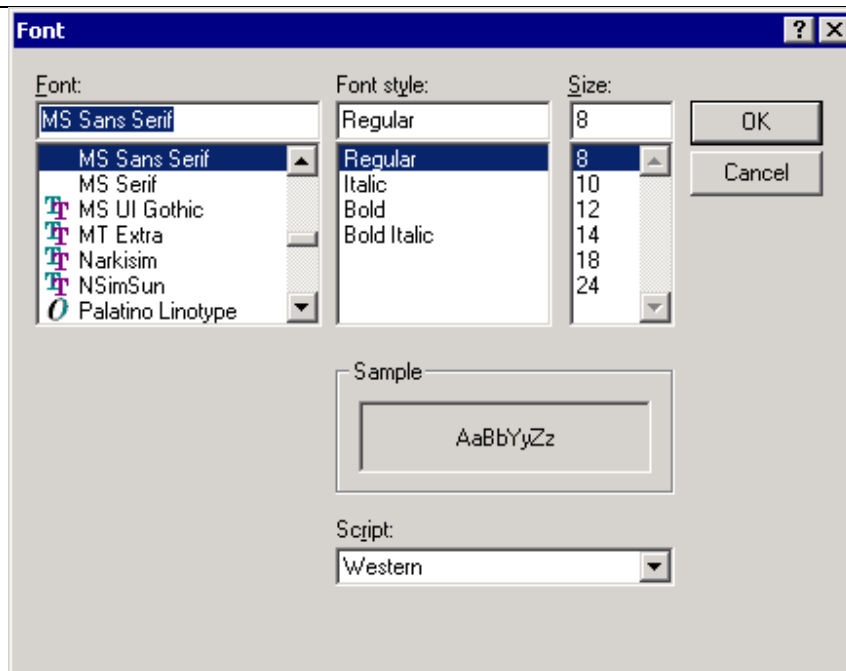 Font
Font: Font style: Size:
MS Sans Serif Regular 8 OK
MS Sans Serif Regular 8 Cancel
MS Serif Italic 10
MS UI Gothic Bold 12
MT Extra Bold Italic 14
Narkisim 18
NSimSun 24
Palatino Linotype
Sample
AaBbYyZz
Script:
Western